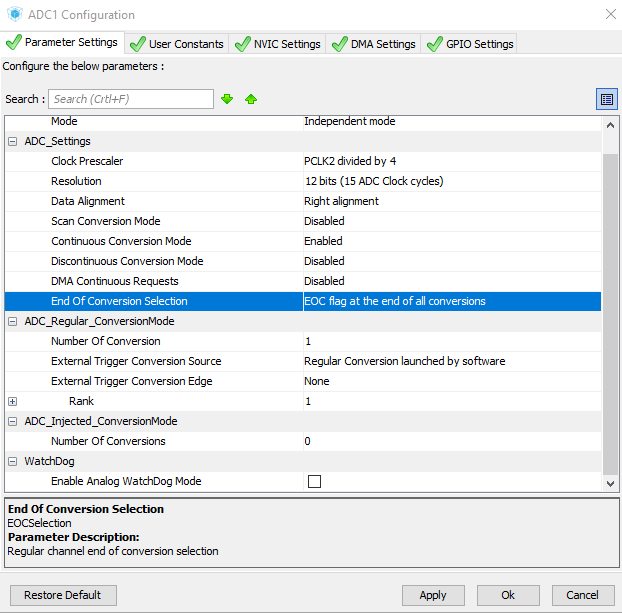 ADC1 Configuration
Parameter Settings User Constants NVIC Settings DMA Settings GPIO Settings
Configure the below parameters :
Search : Search (Crtl+F)
Mode Independent mode
ADC_Settings
Clock Prescaler PCLK2 divided by 4
Resolution 12 bits (15 ADC Clock cycles)
Data Alignment Right alignment
Scan Conversion Mode Disabled
Continuous Conversion Mode Enabled
Discontinuous Conversion Mode Disabled
DMA Continuous Requests Disabled
End Of Conversion Selection EOC flag at the end of all conversions
ADC_Regular_ConversionMode
Number Of Conversion 1
External Trigger Conversion Source Regular Conversion launched by software
External Trigger Conversion Edge None
Rank 1
ADC_Injected_ConversionMode
Number Of Conversions 0
WatchDog
Enable Analog WatchDog Mode
End Of Conversion Selection
EOCSelection
Parameter Description:
Regular channel end of conversion selection
Restore Default Apply Ok Cancel